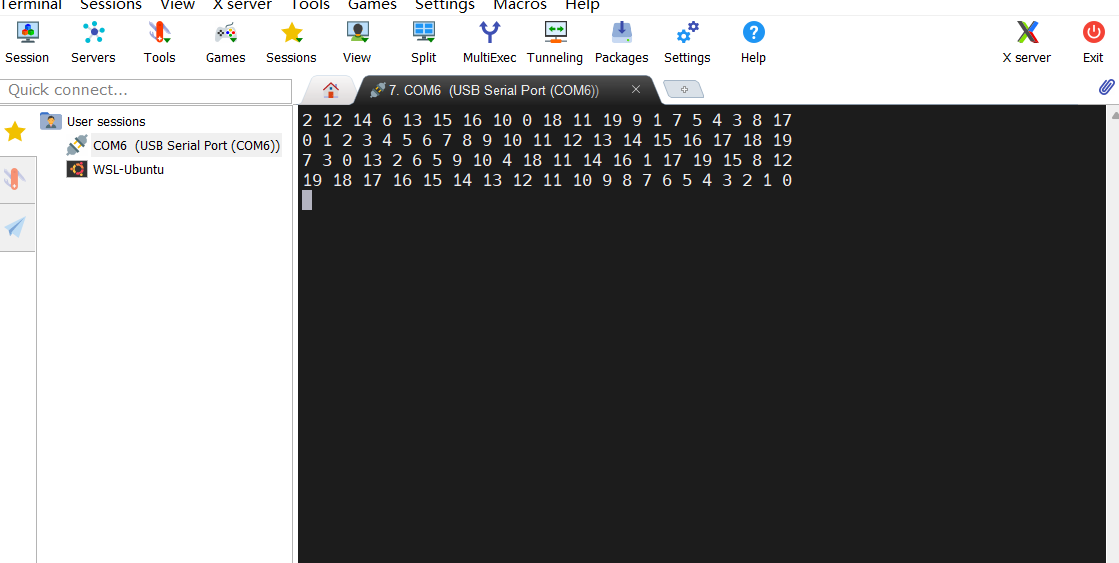 Terminal Sessions View X server Tools Games Settings Macros Help
Session Servers Tools Games Sessions View Split MultiExec Tunneling Packages Settings Help X server Exit
Quick connect...
7. COM6 (USB Serial Port (COM6))
User sessions
COM6 (USB Serial Port (COM6))
WSL-Ubuntu
2 12 14 6 13 15 16 10 0 18 11 19 9 1 7 5 4 3 8 17
0 1 2 3 4 5 6 7 8 9 10 11 12 13 14 15 16 17 18 19
7 3 0 13 2 6 5 9 10 4 18 11 14 16 1 17 19 15 8 12
19 18 17 16 15 14 13 12 11 10 9 8 7 6 5 4 3 2 1 0